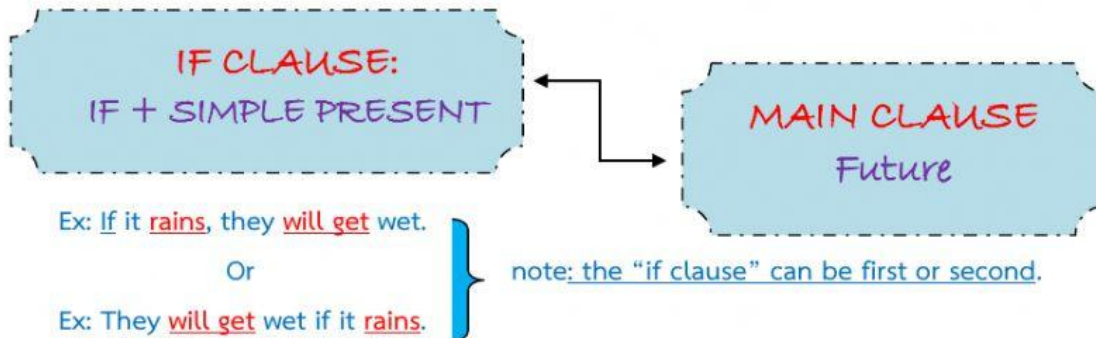 IF CLAUSE:
IF + SIMPLE PRESENT
MAIN CLAUSE
Future
Ex: If it rains, they will get wet.
Or
note: the “if clause” can be first or second.
Ex: They will get wet if it rains.